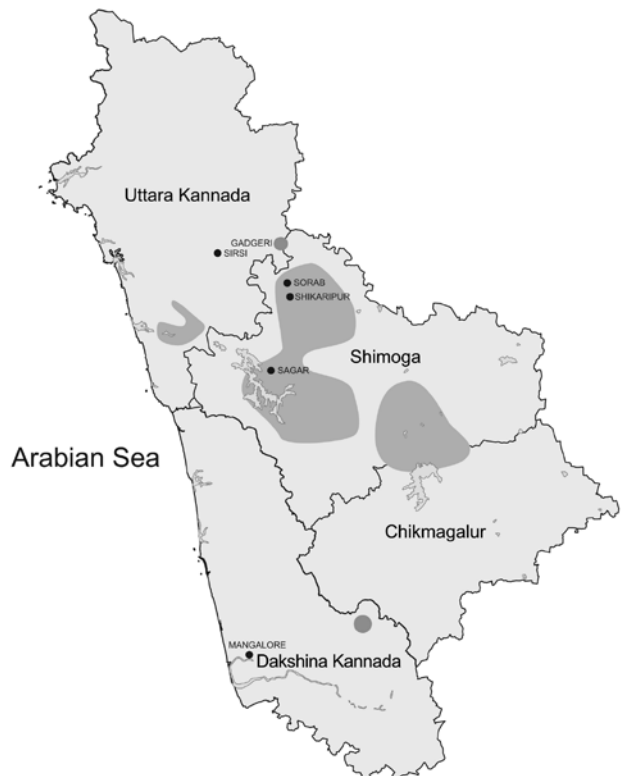 Uttara Kannada
GADGERI
SIRSI
SORAB
SHIKARIPUR
Shimoga
SAGAR
Arabian Sea
Chikmagalur
MANGALORE
Dakshina Kannada